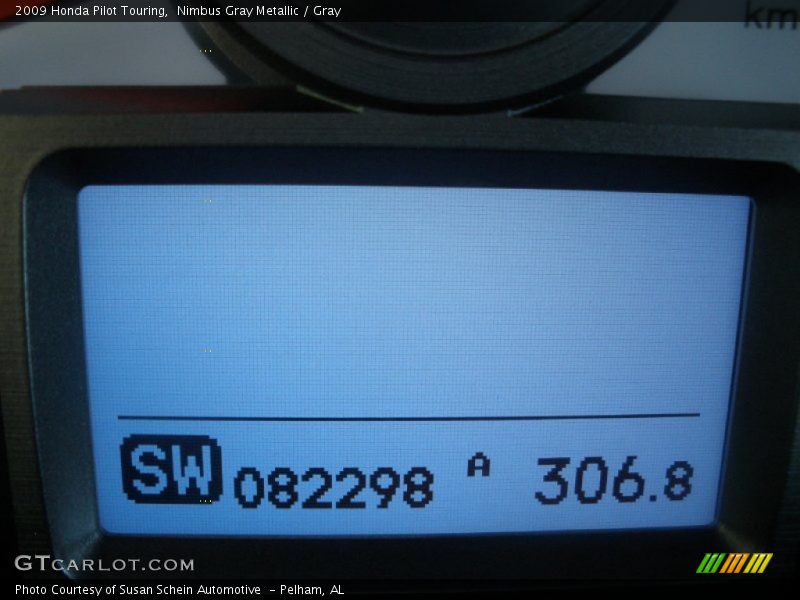 2009 Honda Pilot Touring,  Nimbus Gray Metallic / Gray
km
SW 082298 A 306.8
GTCARLOT.COM
Photo Courtesy of Susan Schein Automotive  - Pelham, AL